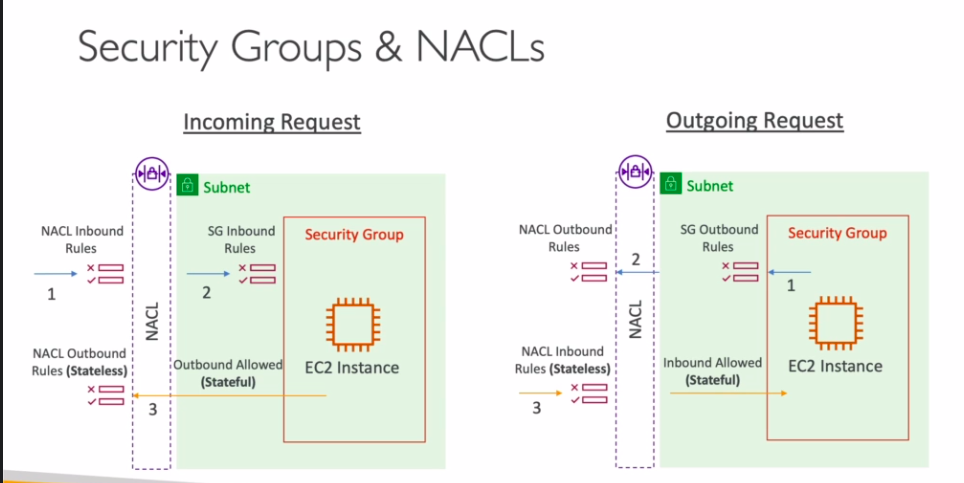 Security Groups & NACLs
Incoming Request
Subnet
NACL Inbound
Rules
1
SG Inbound
Rules
2
Security Group
NACL
EC2 Instance
NACL Outbound
Rules (Stateless)
Outbound Allowed
(Stateful)
3
Outgoing Request
Subnet
NACL Outbound
Rules
2
SG Outbound
Rules
1
Security Group
NACL
EC2 Instance
NACL Inbound
Rules (Stateless)
3
Inbound Allowed
(Stateful)